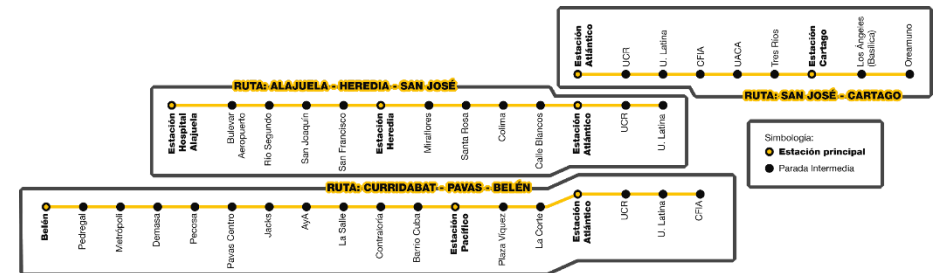 Estación
Atlántico
UCR
U. Latina
CFIA
UACA
Tres Ríos
Estación
Cartago
Los Ángeles
(Basílica)
Oreamuno
RUTA: SAN JOSÉ - CARTAGO
RUTA: ALAJUELA - HEREDIA - SAN JOSÉ
Estación
Hospital
Alajuela
Bulevar
Aeropuerto
Río Segundo
San Joaquín
San Francisco
Estación
Heredia
Miraflores
Santa Rosa
Colima
Calle Blancos
Estación
Atlántico
UCR
U. Latina
Simbología:
Estación principal
Parada Intermedia
RUTA: CURRIDABAT - PAVAS - BELÉN
Belén
Pedregal
Metrópoli
Demasa
Pecosa
Pavas Centro
Jacks
AyA
La Salle
Contraloría
Barrio Cuba
Estación
Pacífico
Plaza Víquez
La Corte
Estación
Atlántico
UCR
U. Latina
CFIA